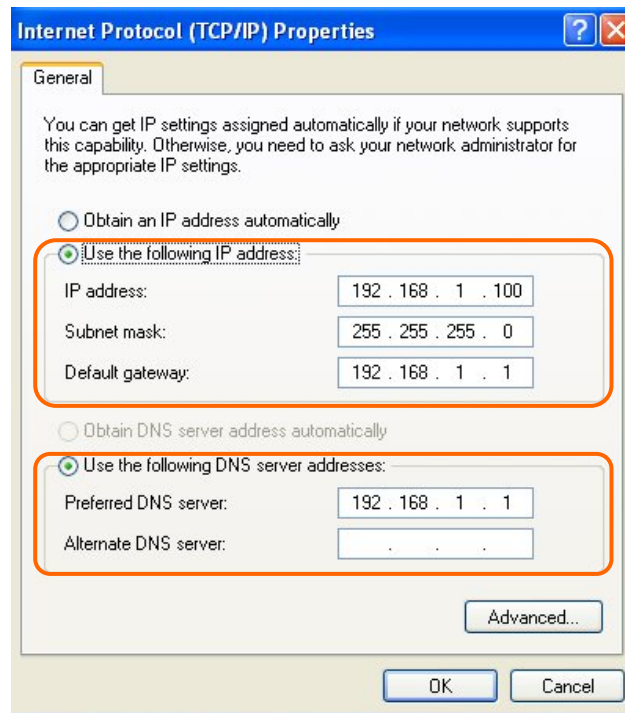 Internet Protocol (TCP/IP) Properties
General
You can get IP settings assigned automatically if your network supports
this capability. Otherwise, you need to ask your network administrator for
the appropriate IP settings.
Obtain an IP address automatically
Use the following IP address:
IP address: 192 . 168 . 1 . 100
Subnet mask: 255 . 255 . 255 . 0
Default gateway: 192 . 168 . 1 . 1
Obtain DNS server address automatically
Use the following DNS server addresses:
Preferred DNS server: 192 . 168 . 1 . 1
Alternate DNS server: . . .
Advanced...
OK Cancel